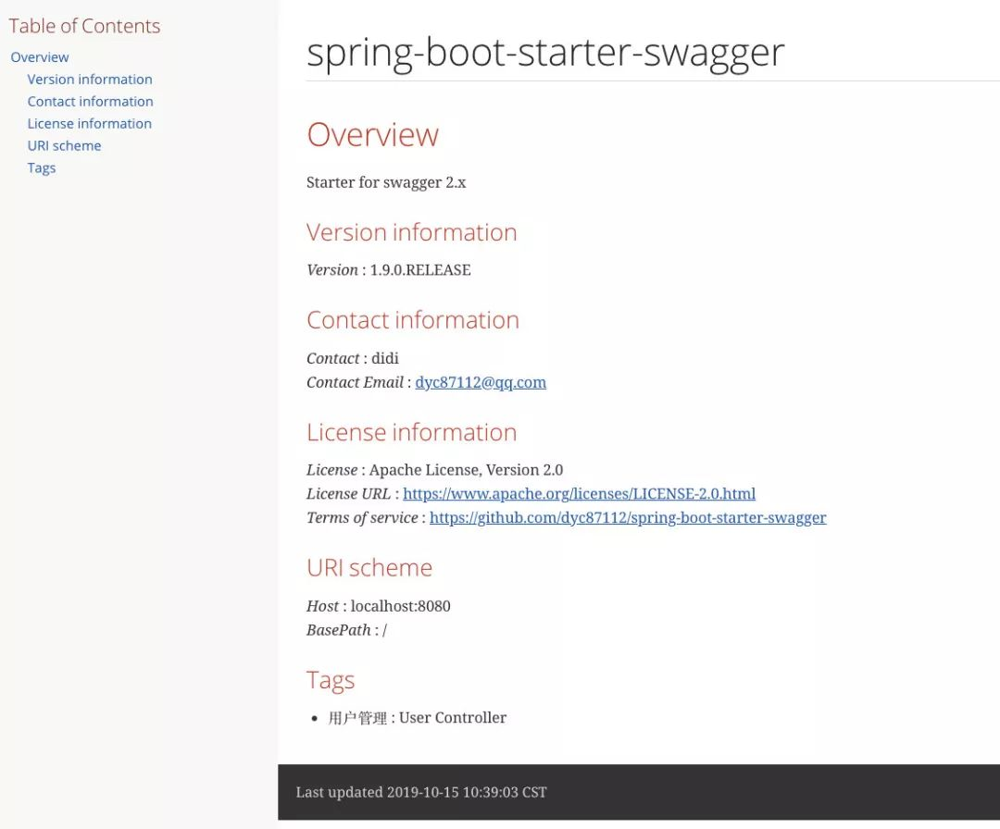 Table of Contents
Overview
Version information
Contact information
License information
URI scheme
Tags
spring-boot-starter-swagger
Overview
Starter for swagger 2.x
Version information
Version : 1.9.0.RELEASE
Contact information
Contact : didi
Contact Email : dyc87112@qq.com
License information
License : Apache License, Version 2.0
License URL : https://www.apache.org/licenses/LICENSE-2.0.html
Terms of service : https://github.com/dyc87112/spring-boot-starter-swagger
URI scheme
Host : localhost:8080
BasePath : /
Tags
• 用户管理 : User Controller
Last updated 2019-10-15 10:39:03 CST